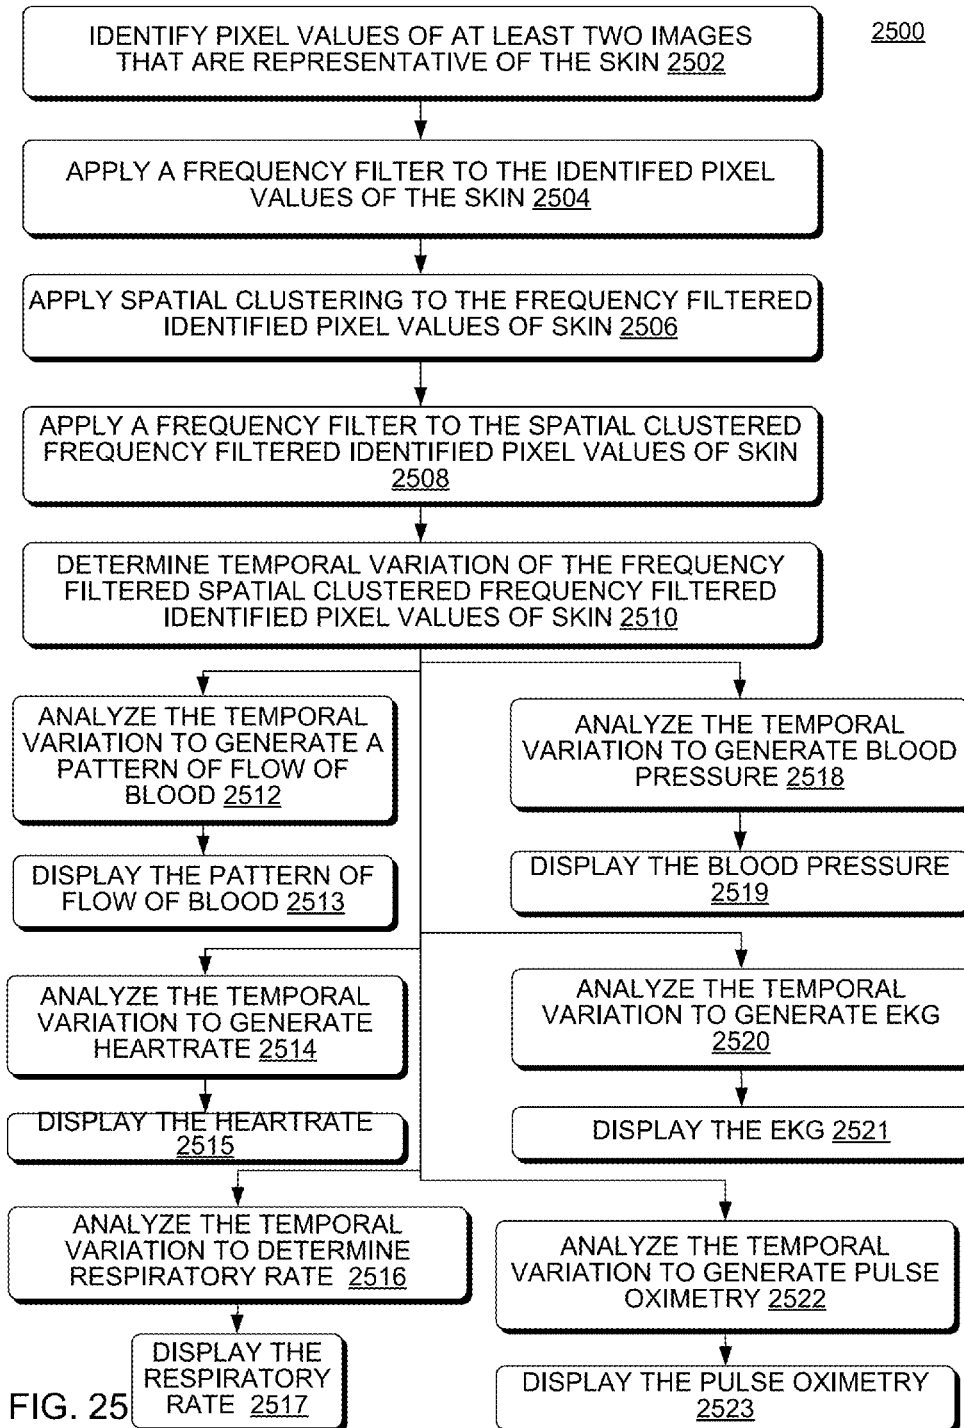 2500
IDENTIFY PIXEL VALUES OF AT LEAST TWO IMAGES
THAT ARE REPRESENTATIVE OF THE SKIN 2502
APPLY A FREQUENCY FILTER TO THE IDENTIFED PIXEL
VALUES OF THE SKIN 2504
APPLY SPATIAL CLUSTERING TO THE FREQUENCY FILTERED
IDENTIFIED PIXEL VALUES OF SKIN 2506
APPLY A FREQUENCY FILTER TO THE SPATIAL CLUSTERED
FREQUENCY FILTERED IDENTIFIED PIXEL VALUES OF SKIN
2508
DETERMINE TEMPORAL VARIATION OF THE FREQUENCY
FILTERED SPATIAL CLUSTERED FREQUENCY FILTERED
IDENTIFIED PIXEL VALUES OF SKIN 2510
ANALYZE THE TEMPORAL
VARIATION TO GENERATE A
PATTERN OF FLOW OF
BLOOD 2512
DISPLAY THE PATTERN OF
FLOW OF BLOOD 2513
ANALYZE THE TEMPORAL
VARIATION TO GENERATE BLOOD
PRESSURE 2518
DISPLAY THE BLOOD PRESSURE
2519
ANALYZE THE TEMPORAL
VARIATION TO GENERATE
HEARTRATE 2514
DISPLAY THE HEARTRATE
2515
ANALYZE THE TEMPORAL
VARIATION TO GENERATE EKG
2520
DISPLAY THE EKG 2521
ANALYZE THE TEMPORAL
VARIATION TO DETERMINE
RESPIRATORY RATE 2516
DISPLAY THE
RESPIRATORY
RATE 2517
ANALYZE THE TEMPORAL
VARIATION TO GENERATE PULSE
OXIMETRY 2522
DISPLAY THE PULSE OXIMETRY
2523
FIG. 25